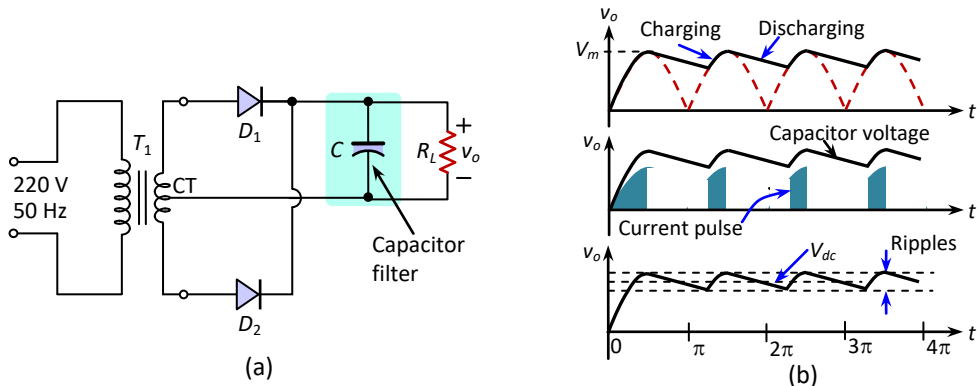 220 V
50 Hz
T1
CT
D1
D2
C
RL
+
vo
−
Capacitor
filter
(a)
vo
Vm
Charging
Discharging
t
vo
Capacitor voltage
Current pulse
t
vo
Vdc
Ripples
t
0
π
2π
3π
4π
(b)